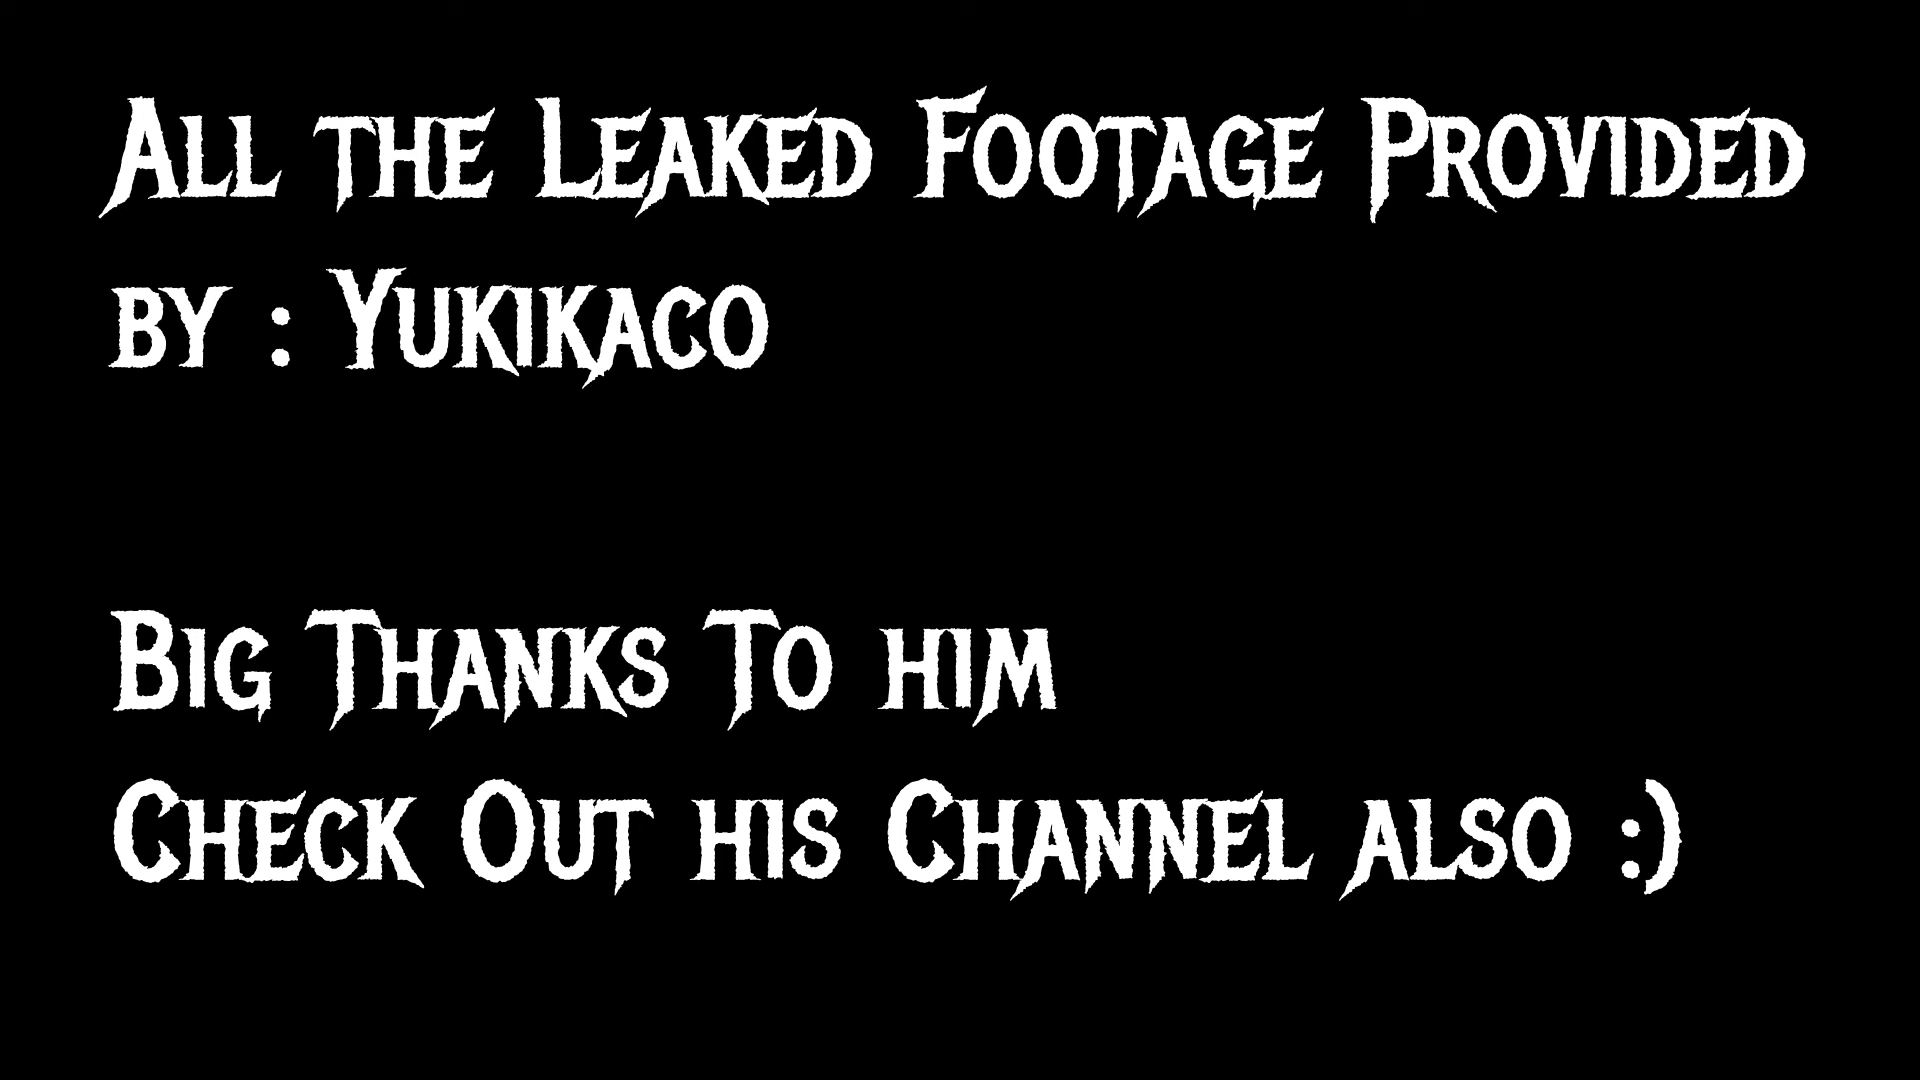 All the Leaked Footage Provided
by : Yukikaco
Big Thanks To him
Check Out his Channel also :)